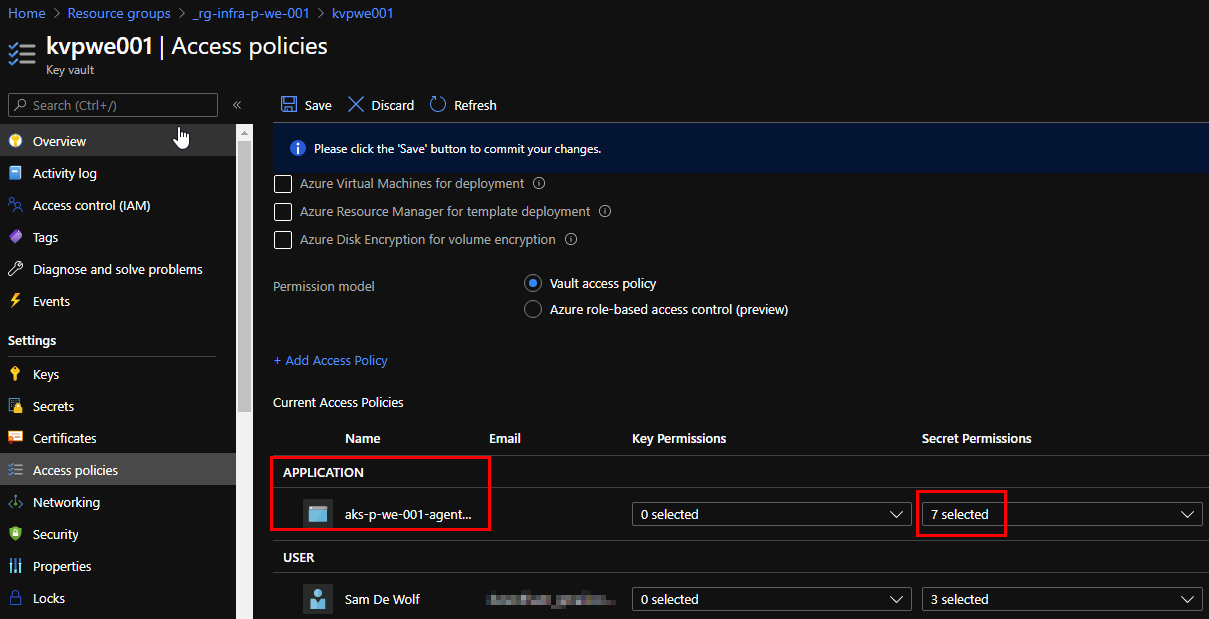 Home > Resource groups > _rg-infra-p-we-001 > kvpwe001
kvpwe001 | Access policies
Key vault
Search (Ctrl+/)
«
Overview
Activity log
Access control (IAM)
Tags
Diagnose and solve problems
Events
Settings
Keys
Secrets
Certificates
Access policies
Networking
Security
Properties
Locks
Save Discard Refresh
Please click the 'Save' button to commit your changes.
Azure Virtual Machines for deployment
Azure Resource Manager for template deployment
Azure Disk Encryption for volume encryption
Permission model
Vault access policy
Azure role-based access control (preview)
+ Add Access Policy
Current Access Policies
Name Email Key Permissions Secret Permissions
APPLICATION
aks-p-we-001-agent... 0 selected 7 selected
USER
Sam De Wolf 0 selected 3 selected